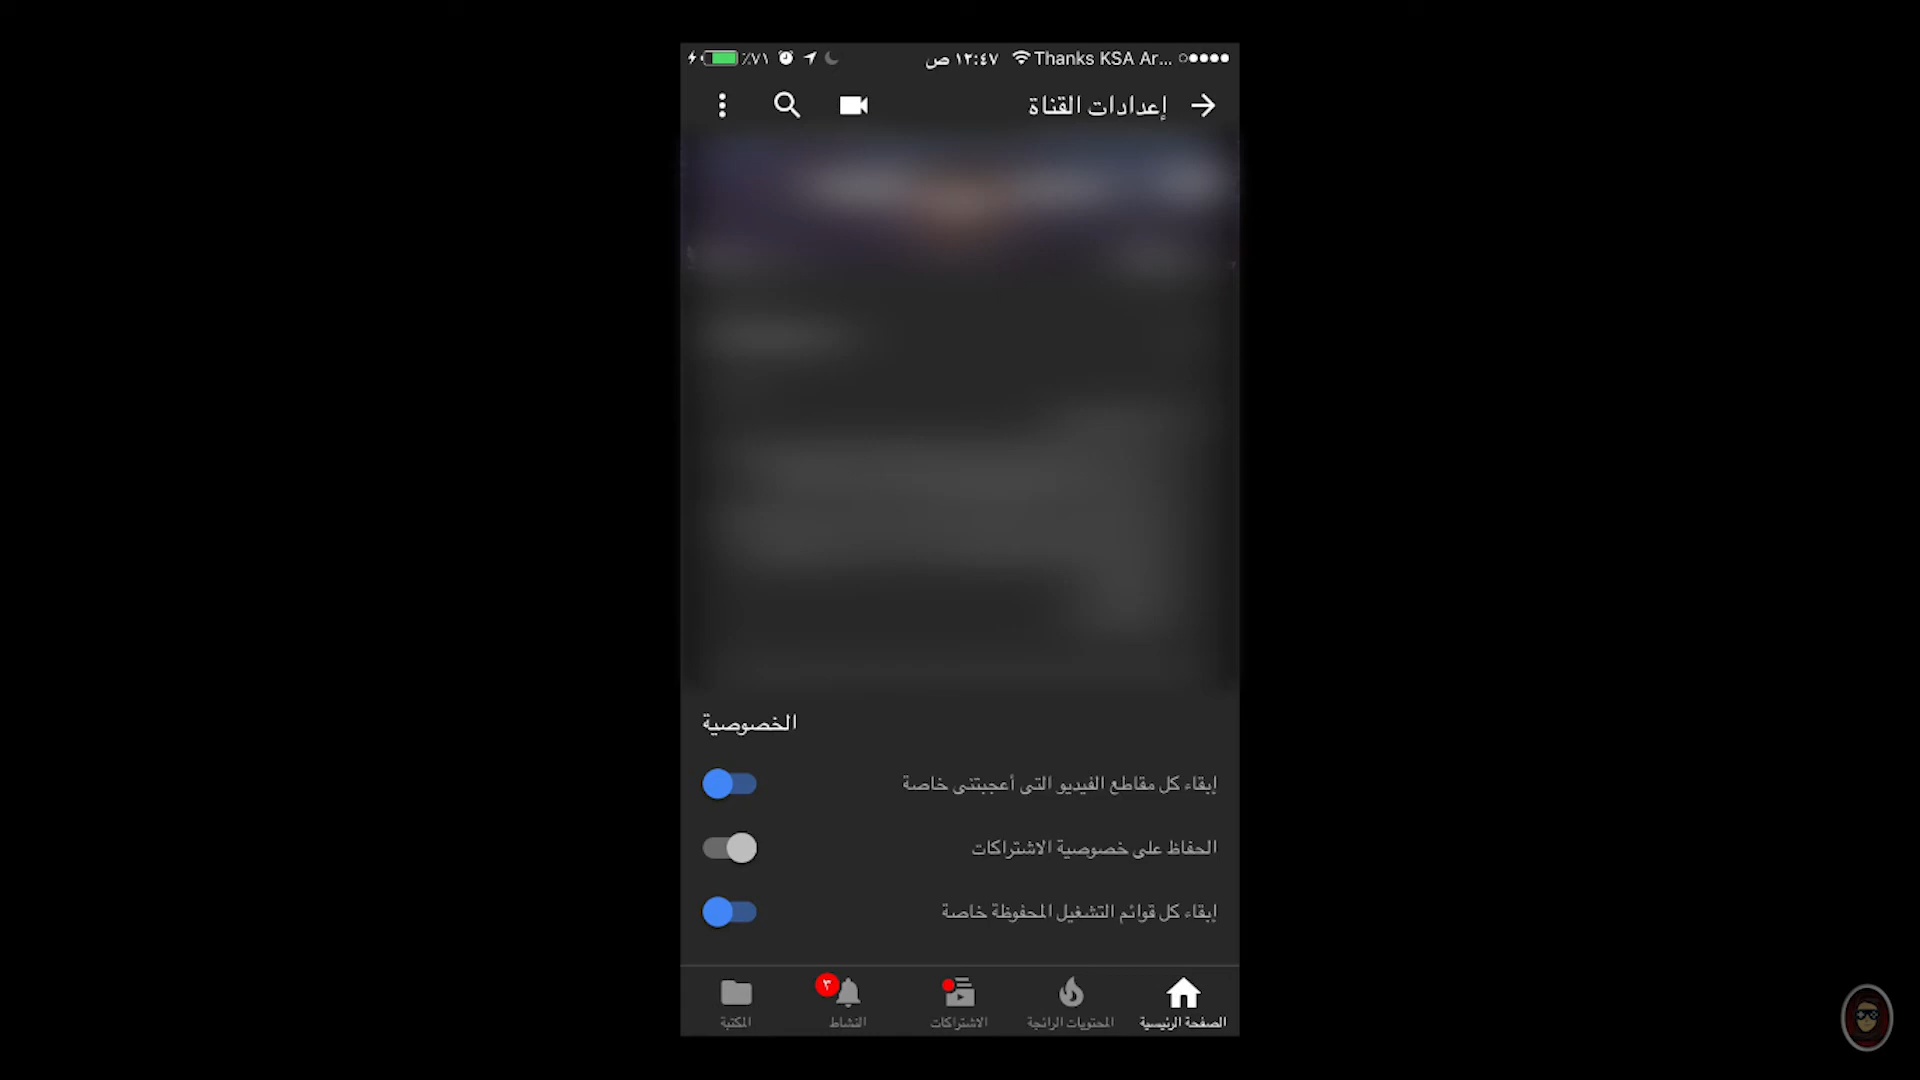 ●●●●○ Thanks KSA Ar... ١٢:٤٧ ص ٪٧١
إعدادات القناة
الخصوصية
إبقاء كل مقاطع الفيديو التي أعجبتني خاصة
الحفاظ على خصوصية الاشتراكات
إبقاء كل قوائم التشغيل المحفوظة خاصة
٣
الصفحة الرئيسية
المحتويات الرائجة
الاشتراكات
النشاط
المكتبة